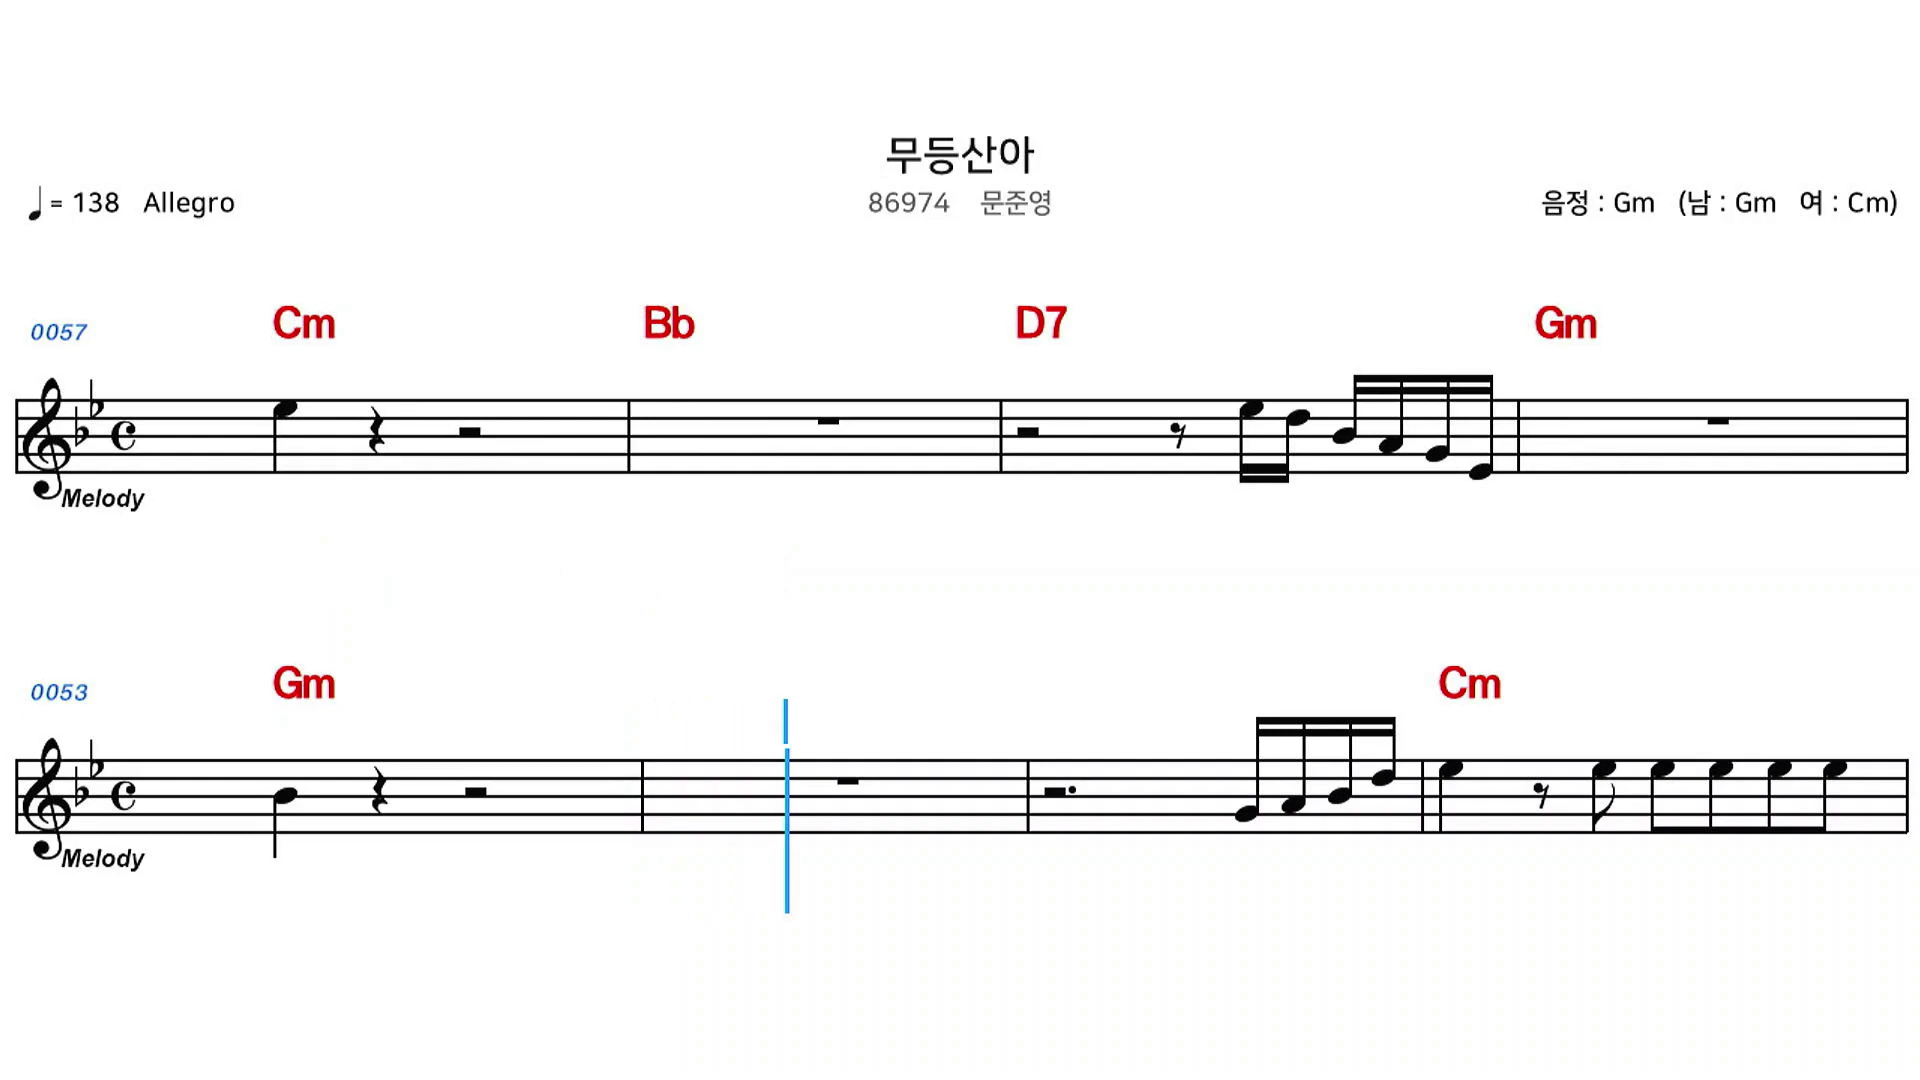 무등산아
♩= 138 Allegro
86974 문준영
음정 : Gm (남 : Gm 여 : Cm)
0057 Cm Bb D7 Gm
Melody
0053 Gm Cm
Melody